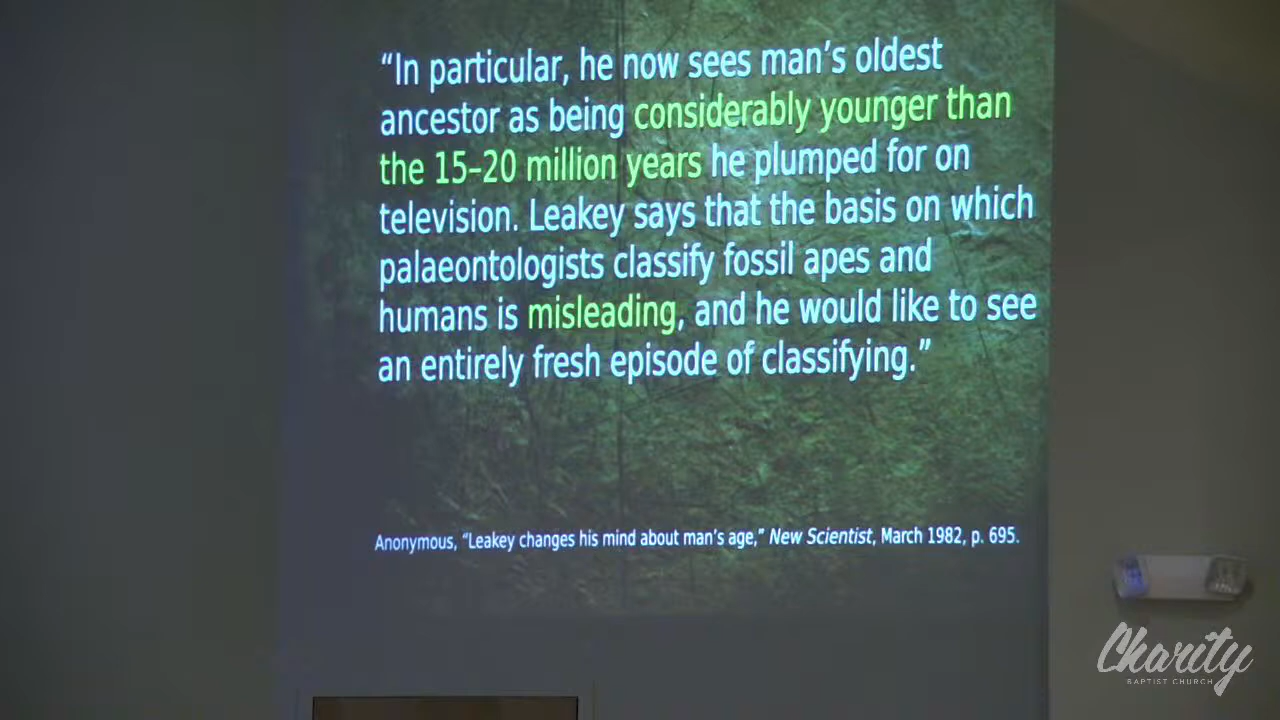 “In particular, he now sees man’s oldest
ancestor as being considerably younger than
the 15–20 million years he plumped for on
television. Leakey says that the basis on which
palaeontologists classify fossil apes and
humans is misleading, and he would like to see
an entirely fresh episode of classifying.”
Anonymous, “Leakey changes his mind about man’s age,” New Scientist, March 1982, p. 695.
Charity
BAPTIST CHURCH